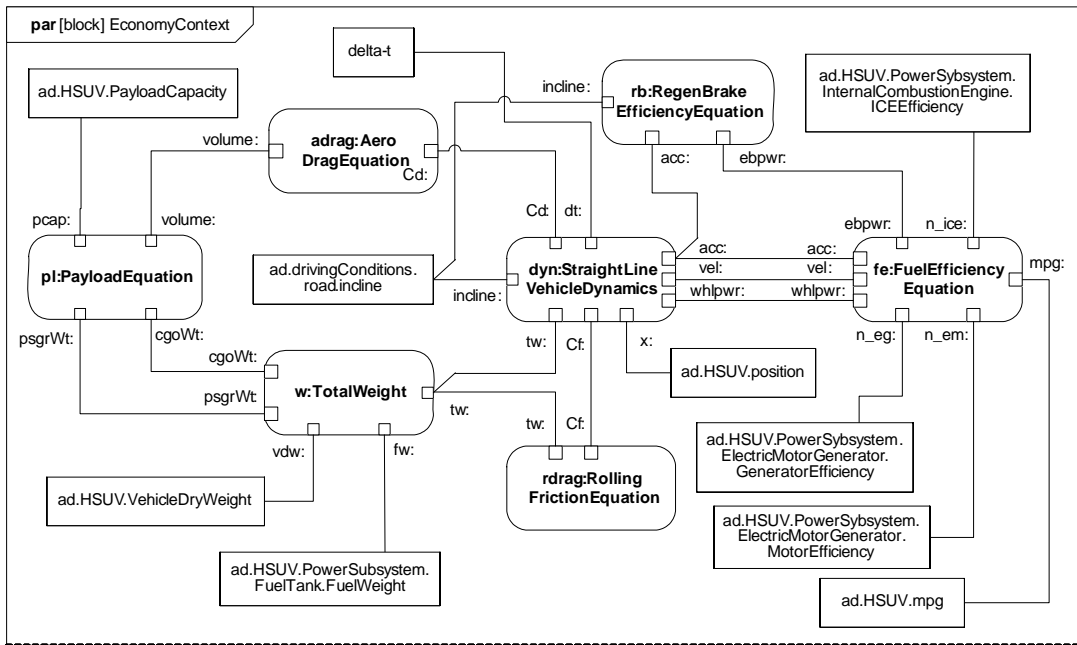 par [block] EconomyContext
delta-t
ad.HSUV.PayloadCapacity
incline:
rb:RegenBrake
EfficiencyEquation
ad.HSUV.PowerSybsystem.
InternalCombustionEngine.
ICEEfficiency
volume:
adrag:Aero
DragEquation
Cd:
acc:
ebpwr:
pcap:
volume:
Cd:
dt:
ebpwr:
n_ice:
pl:PayloadEquation
ad.drivingConditions.
road.incline
incline:
dyn:StraightLine
VehicleDynamics
acc:
vel:
whlpwr:
acc:
vel:
whlpwr:
fe:FuelEfficiency
Equation
mpg:
psgrWt:
cgoWt:
tw:
Cf:
x:
n_eg:
n_em:
cgoWt:
psgrWt:
w:TotalWeight
tw:
ad.HSUV.position
vdw:
fw:
tw:
Cf:
ad.HSUV.PowerSybsystem.
ElectricMotorGenerator.
GeneratorEfficiency
ad.HSUV.VehicleDryWeight
rdrag:Rolling
FrictionEquation
ad.HSUV.PowerSybsystem.
ElectricMotorGenerator.
MotorEfficiency
ad.HSUV.PowerSubsystem.
FuelTank.FuelWeight
ad.HSUV.mpg